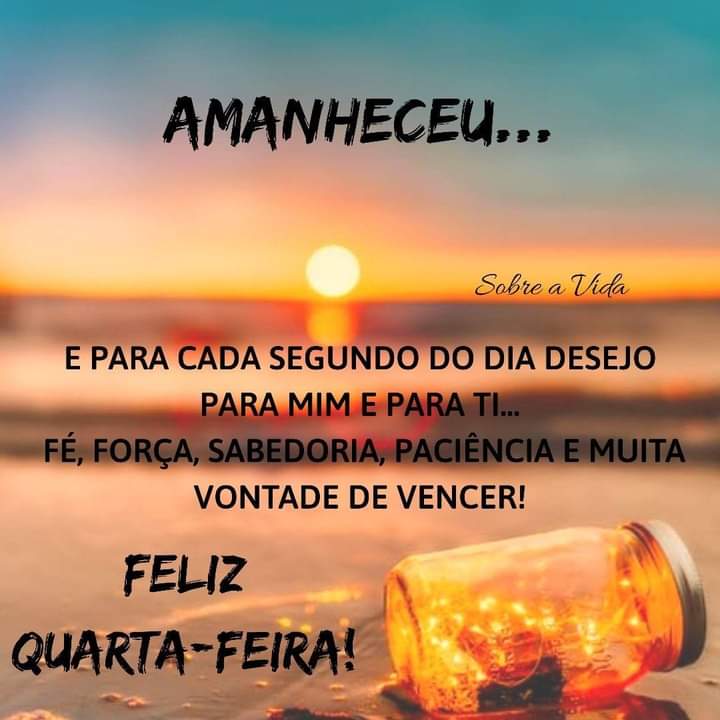 AMANHECEU...
Sobre a Vida
E PARA CADA SEGUNDO DO DIA DESEJO
PARA MIM E PARA TI...
FÉ, FORÇA, SABEDORIA, PACIÊNCIA E MUITA
VONTADE DE VENCER!
FELIZ
QUARTA-FEIRA!